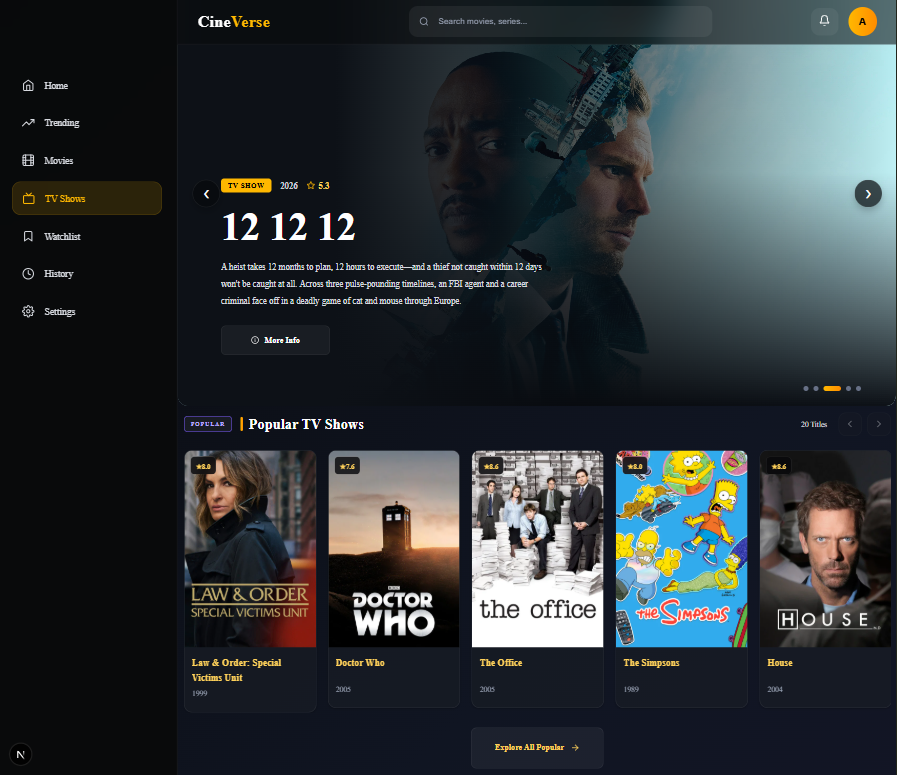 CineVerse
Search movies, series...
A
Home
Trending
Movies
TV Shows
Watchlist
History
Settings
TV SHOW 2026 ☆ 5.3
12 12 12
A heist takes 12 months to plan, 12 hours to execute—and a thief not caught within 12 days
won't be caught at all. Across three pulse-pounding timelines, an FBI agent and a career
criminal face off in a deadly game of cat and mouse through Europe.
More Info
POPULAR
Popular TV Shows
20 Titles
★8.0
LAW & ORDER
SPECIAL VICTIMS UNIT
Law & Order: Special
Victims Unit
1999
★7.6
BBC
DOCTOR
WHO
Doctor Who
2005
★8.6
the office
The Office
2005
★8.0
THE SIMPSONS
The Simpsons
1989
★8.6
HOUSE
House
2004
Explore All Popular →
N